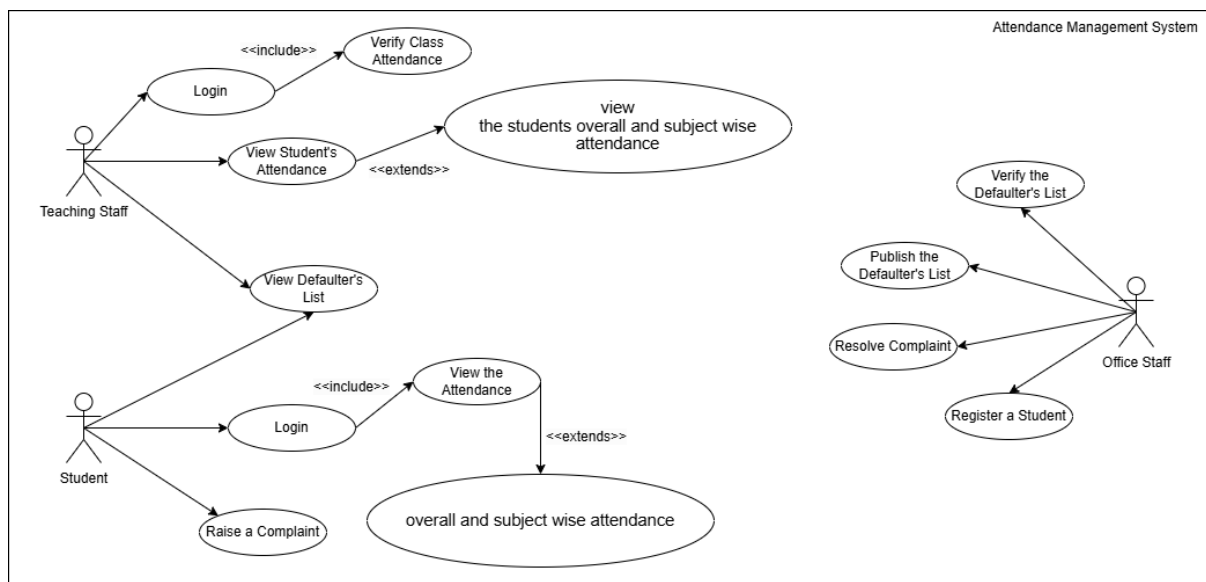 Attendance Management System
<<include>>
Verify Class
Attendance
Login
view
the students overall and subject wise
attendance
View Student's
Attendance
<<extends>>
Teaching Staff
Verify the
Defaulter's List
View Defaulter's
List
Publish the
Defaulter's List
Resolve Complaint
Office Staff
Register a Student
<<include>>
View the
Attendance
Login
<<extends>>
Student
Raise a Complaint
overall and subject wise attendance